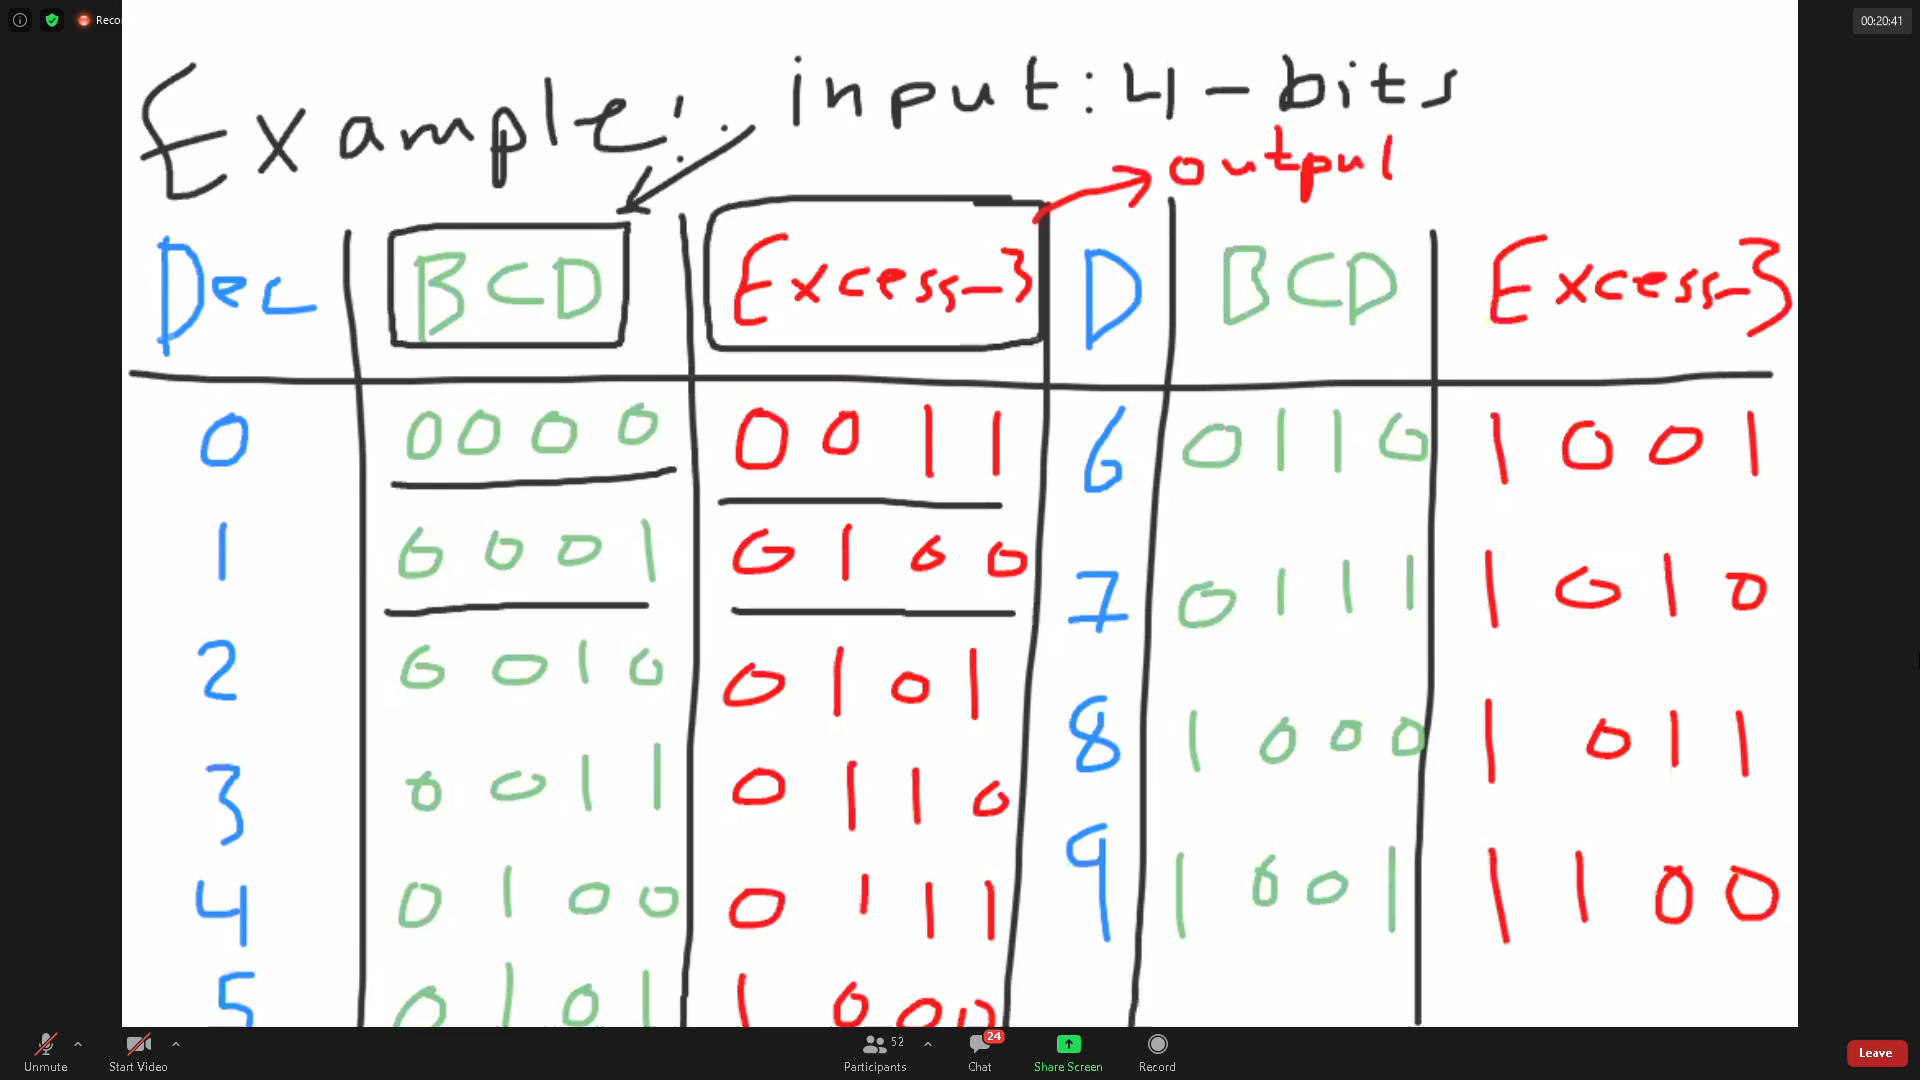 Reco
00:20:41
Example: input: 4-bits
output
Dec BCD Excess-3 D BCD Excess-3
0 0000 0011 6 0110 1001
1 0001 0100 7 0111 1010
2 0010 0101 8 1000 1011
3 0011 0110 9 1001 1100
4 0100 0111
5 0101 1000
Unmute Start Video 52 Participants 24 Chat Share Screen Record Leave